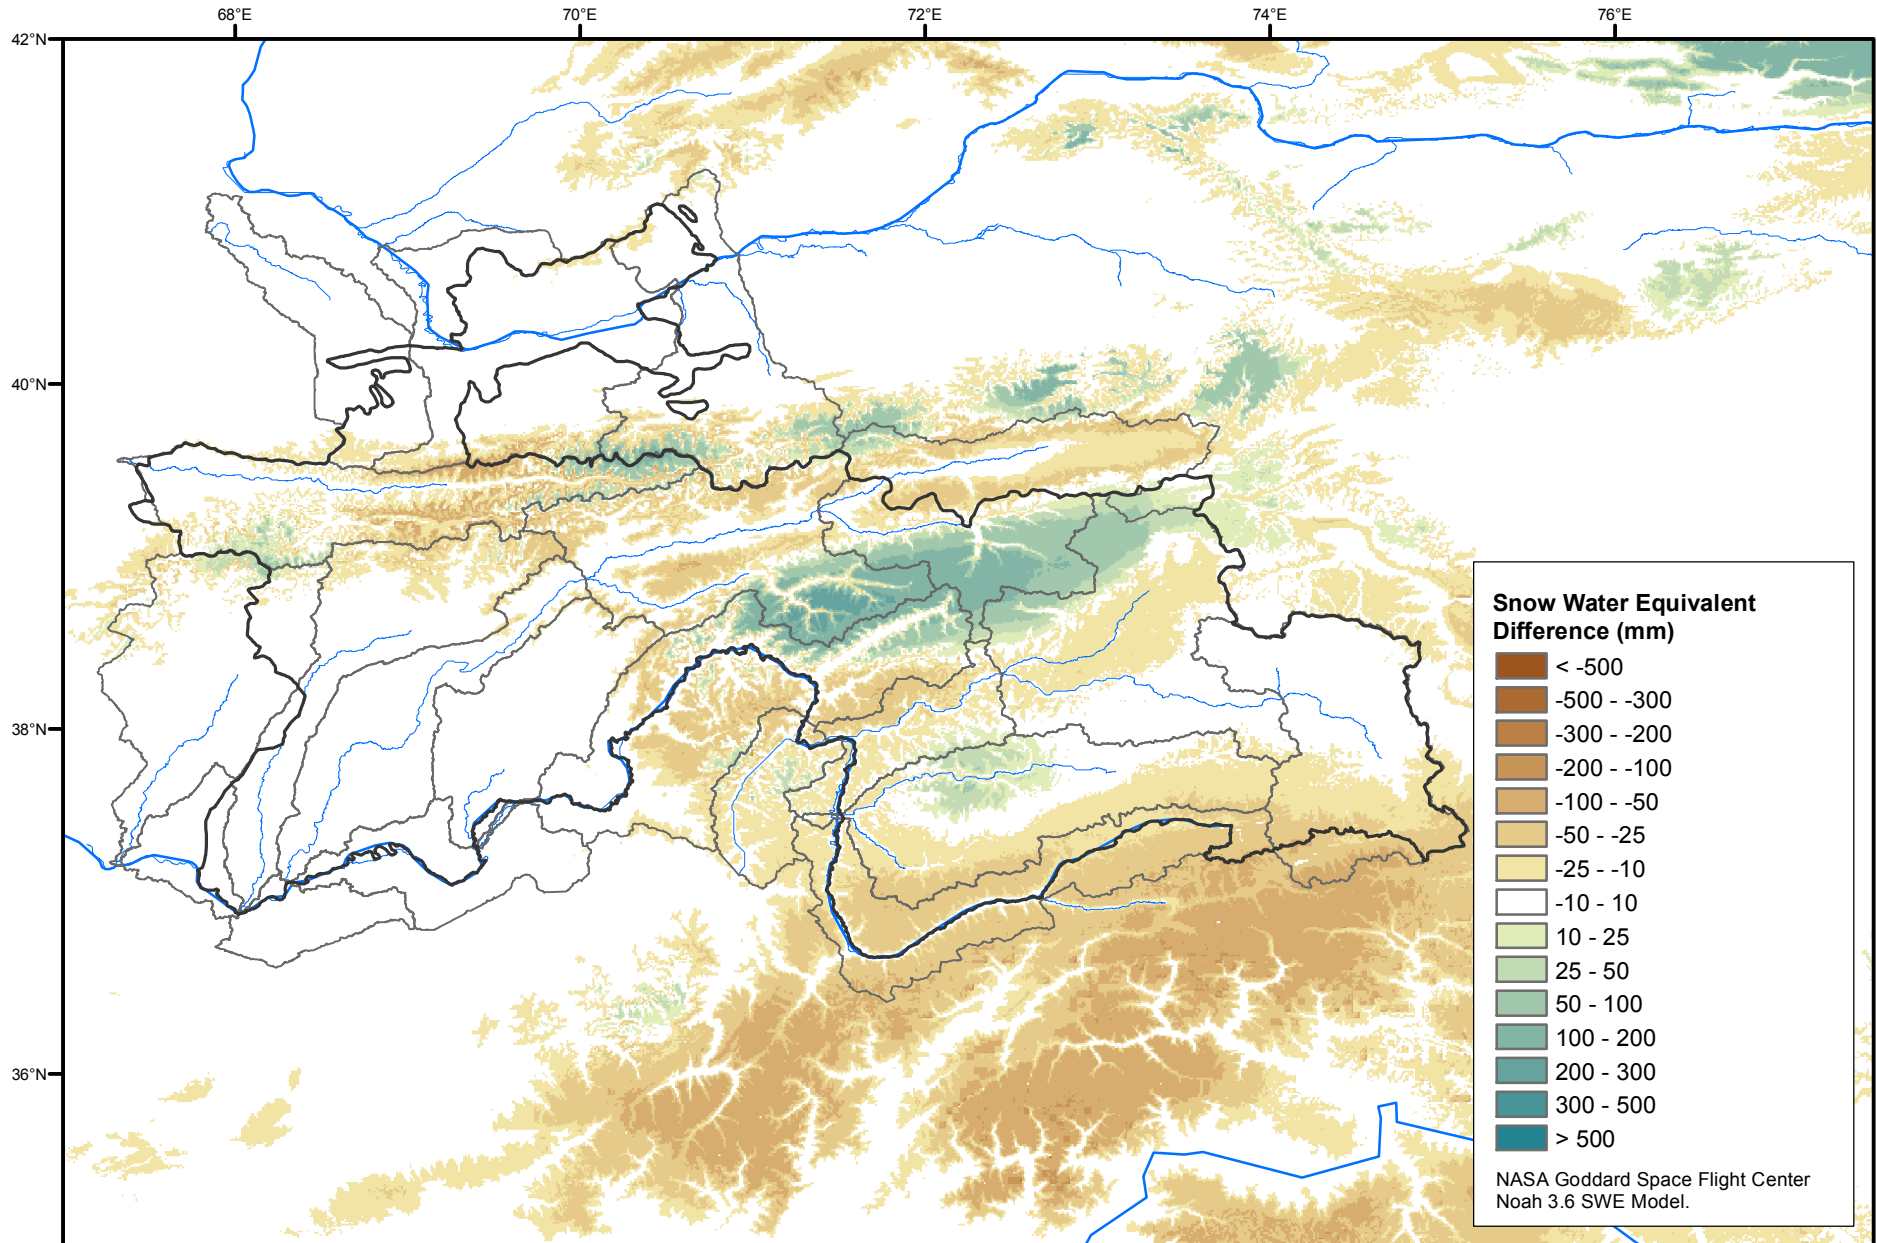 68°E
70°E
72°E
74°E
76°E
42°N
40°N
38°N
36°N
Snow Water Equivalent
Difference (mm)
< -500
-500 - -300
-300 - -200
-200 - -100
-100 - -50
-50 - -25
-25 - -10
-10 - 10
10 - 25
25 - 50
50 - 100
100 - 200
200 - 300
300 - 500
> 500
NASA Goddard Space Flight Center
Noah 3.6 SWE Model.